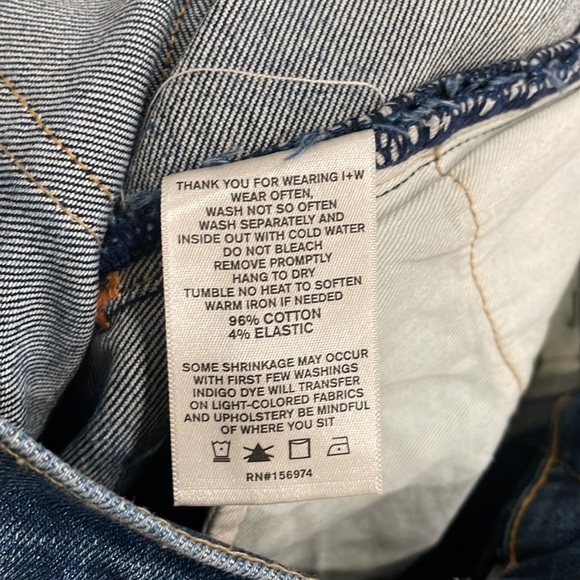 THANK YOU FOR WEARING I+W
WEAR OFTEN,
WASH NOT SO OFTEN
WASH SEPARATELY AND
INSIDE OUT WITH COLD WATER
DO NOT BLEACH
REMOVE PROMPTLY
HANG TO DRY
TUMBLE NO HEAT TO SOFTEN
WARM IRON IF NEEDED
96% COTTON
4% ELASTIC
SOME SHRINKAGE MAY OCCUR
WITH FIRST FEW WASHINGS
INDIGO DYE WILL TRANSFER
ON LIGHT-COLORED FABRICS
AND UPHOLSTERY BE MINDFUL
OF WHERE YOU SIT
RN#156974